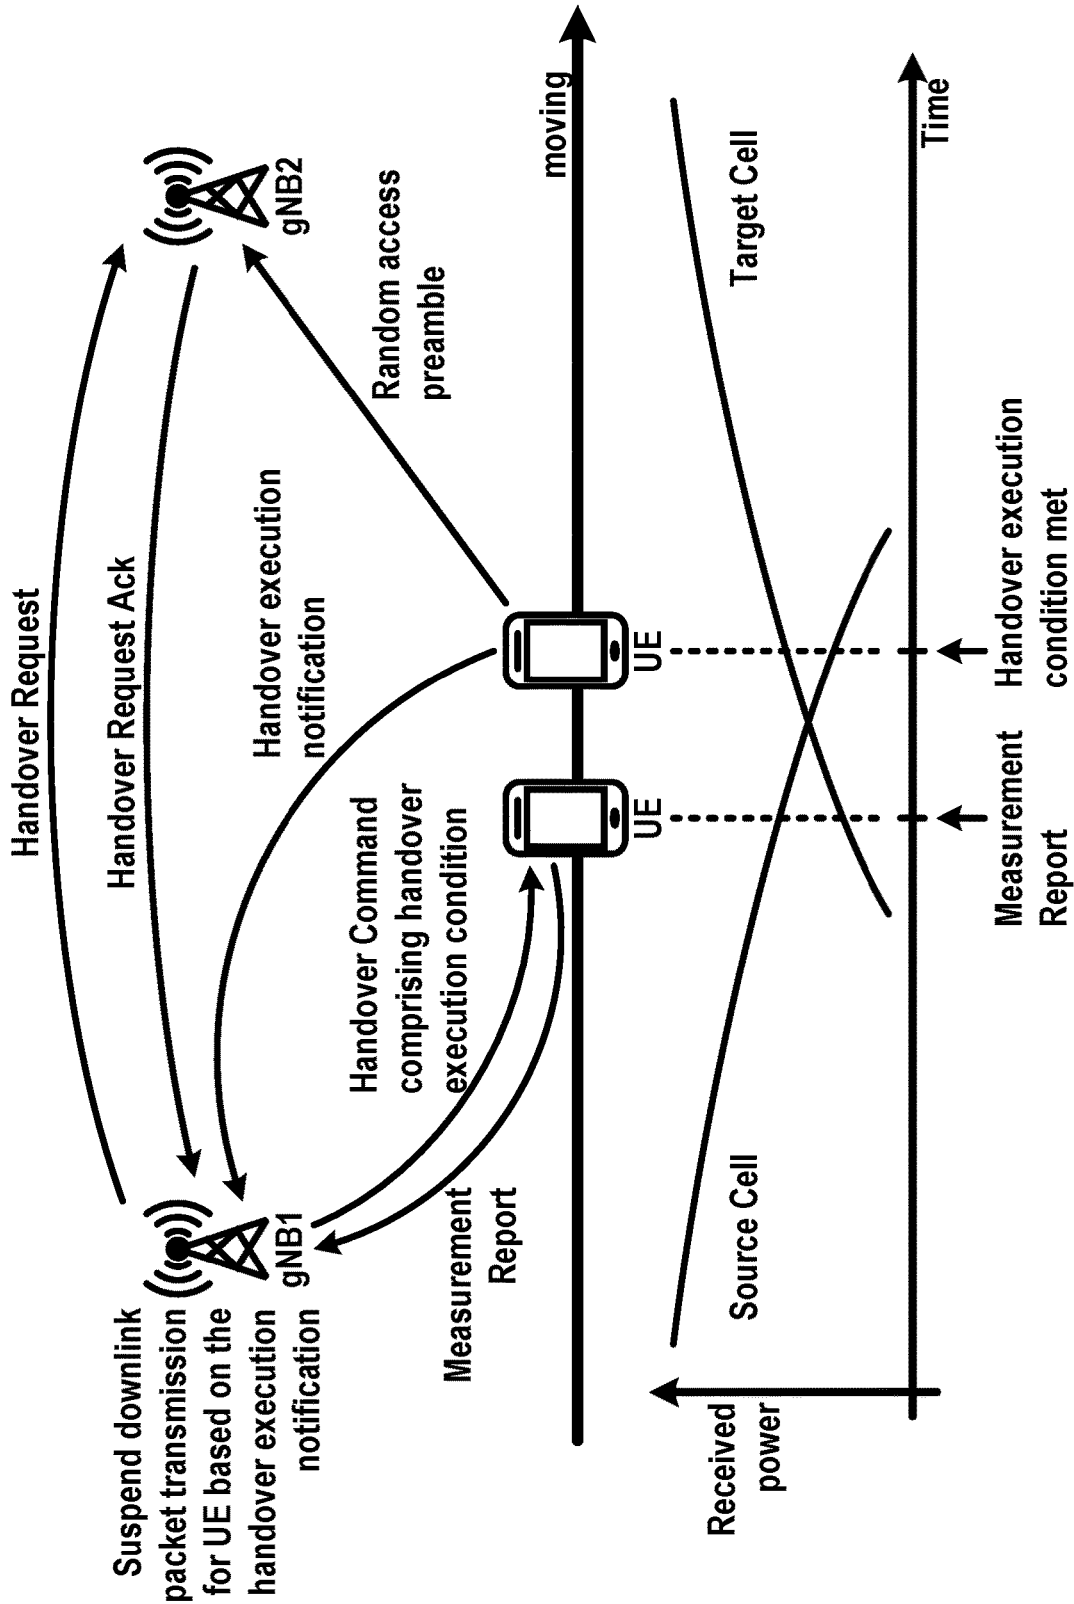 Handover Request
Handover Request Ack
Suspend downlink
packet transmission
for UE based on the
handover execution
notification
gNB1
gNB2
Handover execution
notification
Random access
preamble
Handover Command
comprising handover
execution condition
Measurement
Report
UE
UE
moving
Received
power
Source Cell
Target Cell
Time
Measurement
Report
Handover execution
condition met